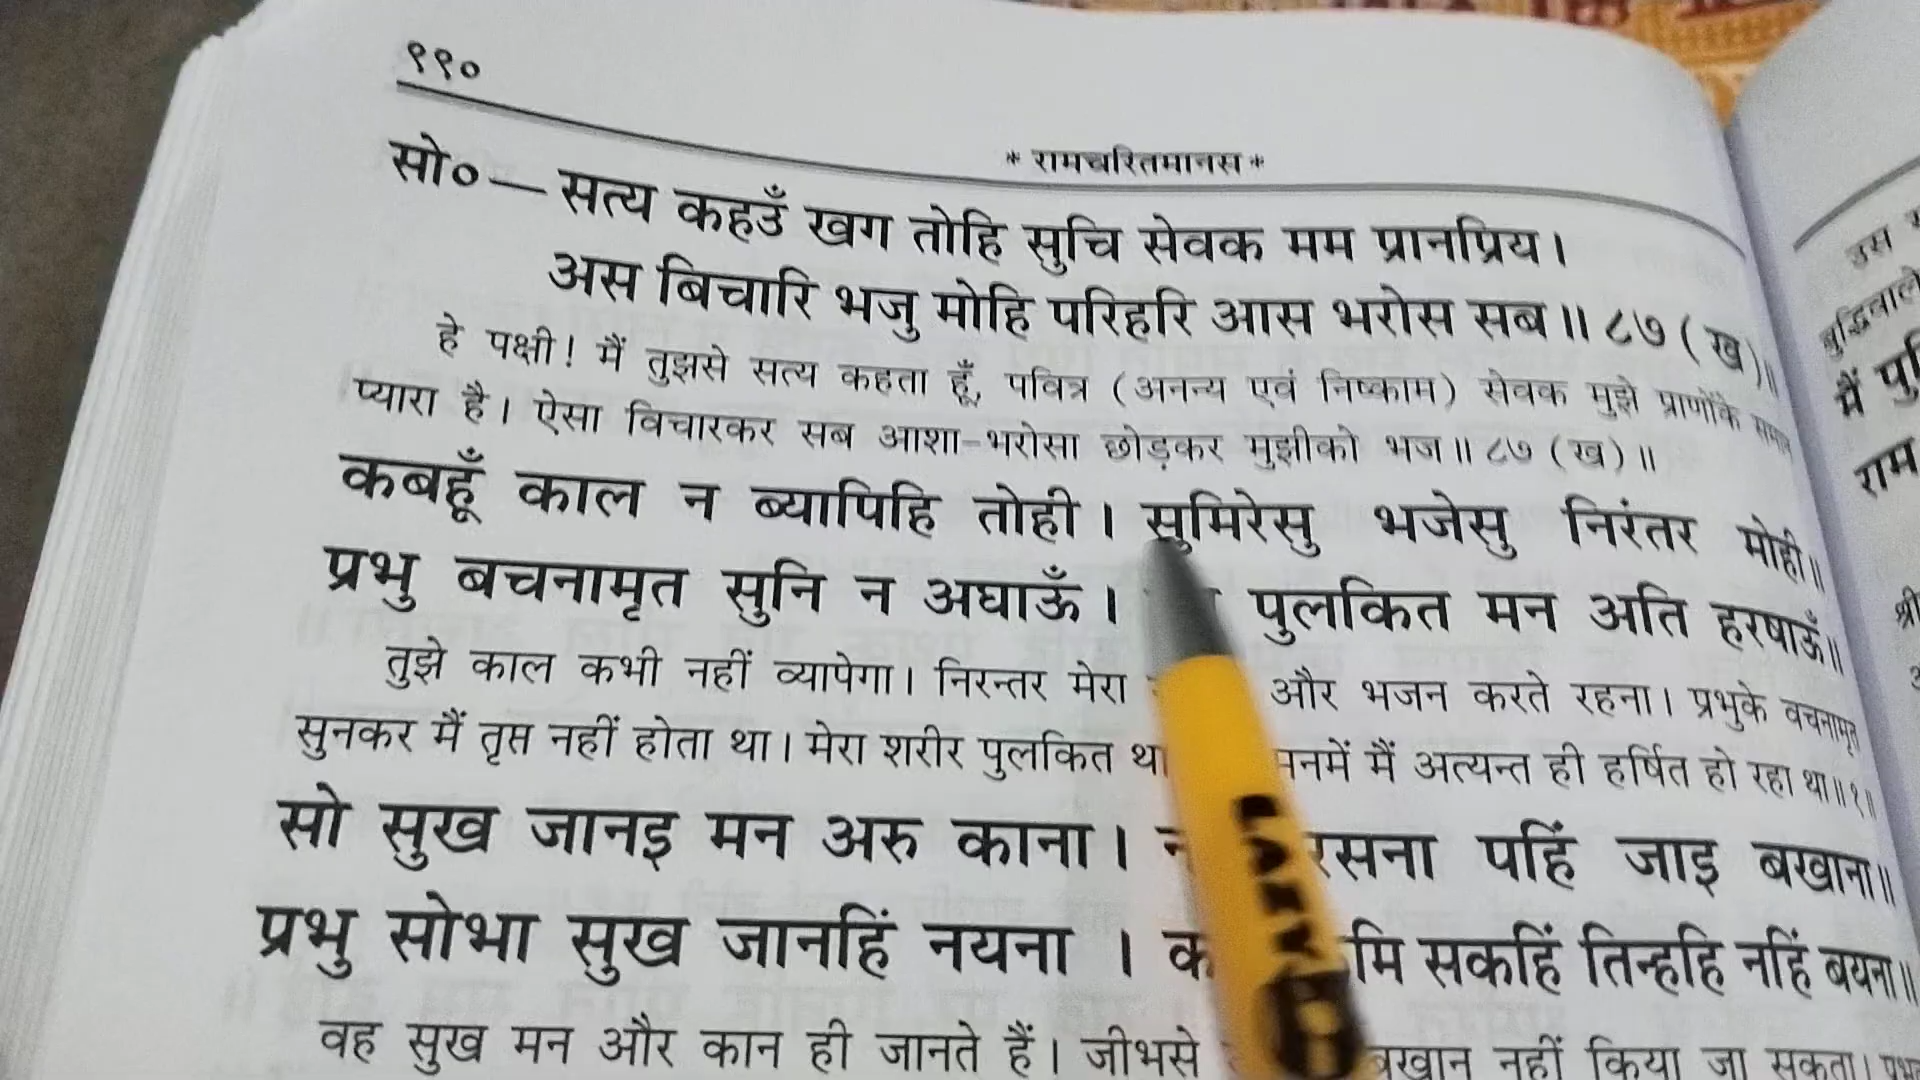 ९९०
* रामचरितमानस *
सो०— सत्य कहउँ खग तोहि सुचि सेवक मम प्रानप्रिय।
अस बिचारि भजु मोहि परिहरि आस भरोस सब॥ ८७ (ख)॥
हे पक्षी! मैं तुझसे सत्य कहता हूँ, पवित्र (अनन्य एवं निष्काम) सेवक मुझे प्राणोंके समान
प्यारा है। ऐसा विचारकर सब आशा-भरोसा छोड़कर मुझीको भज॥ ८७ (ख)॥
कबहूँ काल न ब्यापिहि तोही। सुमिरेसु भजेसु निरंतर मोही॥
प्रभु बचनामृत सुनि न अघाऊँ। पुलकित मन अति हरषाऊँ॥
तुझे काल कभी नहीं व्यापेगा। निरन्तर मेरा और भजन करते रहना। प्रभुके वचनामृत
सुनकर मैं तृप्त नहीं होता था। मेरा शरीर पुलकित था मनमें मैं अत्यन्त ही हर्षित हो रहा था॥१॥
सो सुख जानइ मन अरु काना। रसना पहिं जाइ बखाना॥
प्रभु सोभा सुख जानहिं नयना। सकहिं तिन्हहि नहिं बयना॥
वह सुख मन और कान ही जानते हैं। जीभसे बखान नहीं किया जा सकता।
उस
मैं
राम